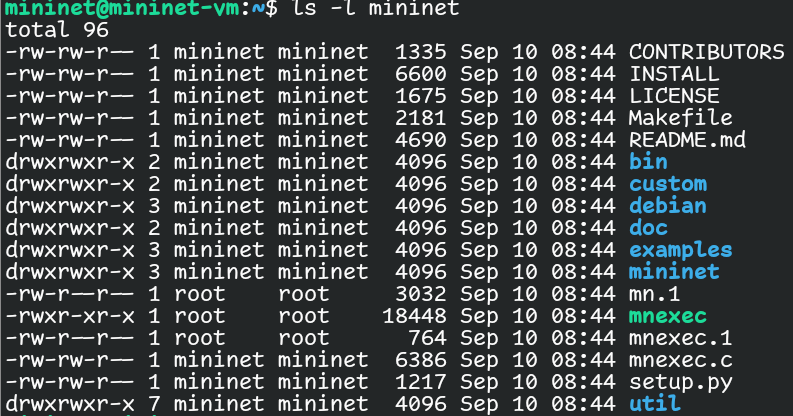 mininet@mininet-vm:~$ ls -l mininet
total 96
-rw-rw-r-- 1 mininet mininet  1335 Sep 10 08:44 CONTRIBUTORS
-rw-rw-r-- 1 mininet mininet  6600 Sep 10 08:44 INSTALL
-rw-rw-r-- 1 mininet mininet  1675 Sep 10 08:44 LICENSE
-rw-rw-r-- 1 mininet mininet  2181 Sep 10 08:44 Makefile
-rw-rw-r-- 1 mininet mininet  4690 Sep 10 08:44 README.md
drwxrwxr-x 2 mininet mininet  4096 Sep 10 08:44 bin
drwxrwxr-x 2 mininet mininet  4096 Sep 10 08:44 custom
drwxrwxr-x 3 mininet mininet  4096 Sep 10 08:44 debian
drwxrwxr-x 2 mininet mininet  4096 Sep 10 08:44 doc
drwxrwxr-x 3 mininet mininet  4096 Sep 10 08:44 examples
drwxrwxr-x 3 mininet mininet  4096 Sep 10 08:44 mininet
-rw-r--r-- 1 root    root     3032 Sep 10 08:44 mn.1
-rwxr-xr-x 1 root    root    18448 Sep 10 08:44 mnexec
-rw-r--r-- 1 root    root      764 Sep 10 08:44 mnexec.1
-rw-rw-r-- 1 mininet mininet  6386 Sep 10 08:44 mnexec.c
-rw-rw-r-- 1 mininet mininet  1217 Sep 10 08:44 setup.py
drwxrwxr-x 7 mininet mininet  4096 Sep 10 08:44 util